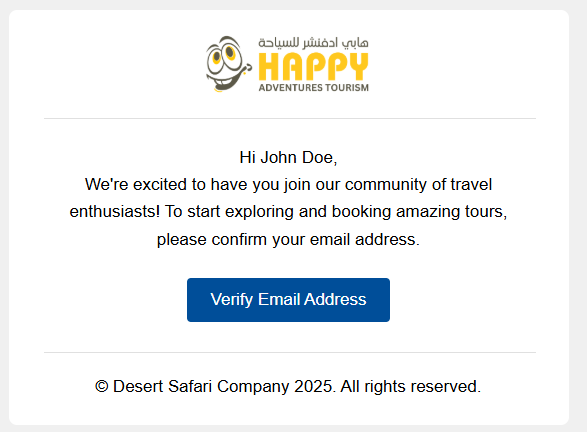 هابي ادفنشر للسياحة
HAPPY
ADVENTURES TOURISM
Hi John Doe,
We're excited to have you join our community of travel
enthusiasts! To start exploring and booking amazing tours,
please confirm your email address.
Verify Email Address
© Desert Safari Company 2025. All rights reserved.